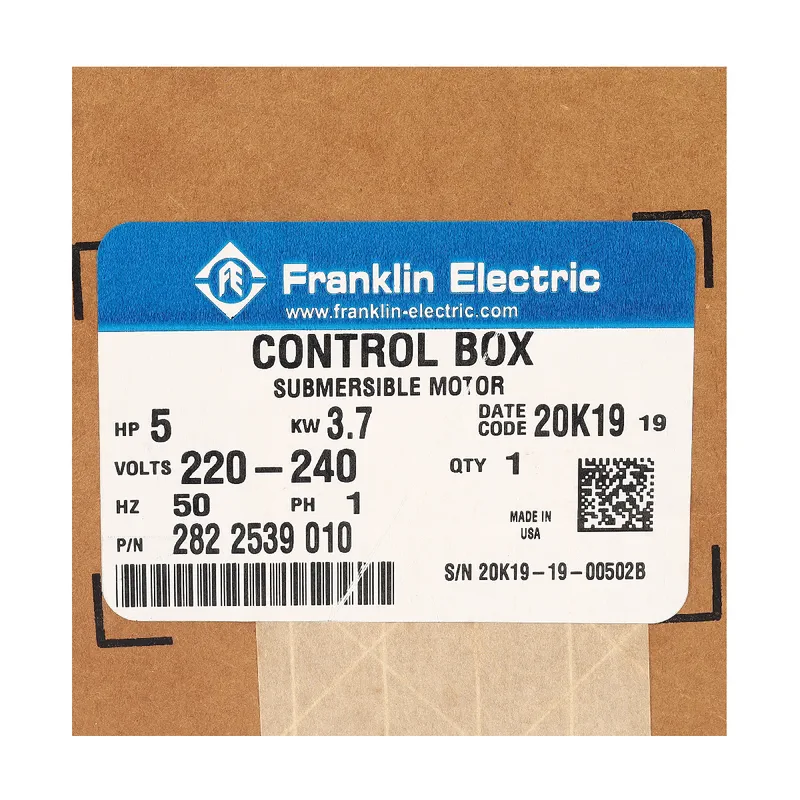 FE Franklin Electric
www.franklin-electric.com
CONTROL BOX
SUBMERSIBLE MOTOR
HP 5 KW 3.7 DATE CODE 20K19 19
VOLTS 220-240 QTY 1
HZ 50 PH 1
MADE IN
USA
P/N 282 2539 010
S/N 20K19-19-00502B